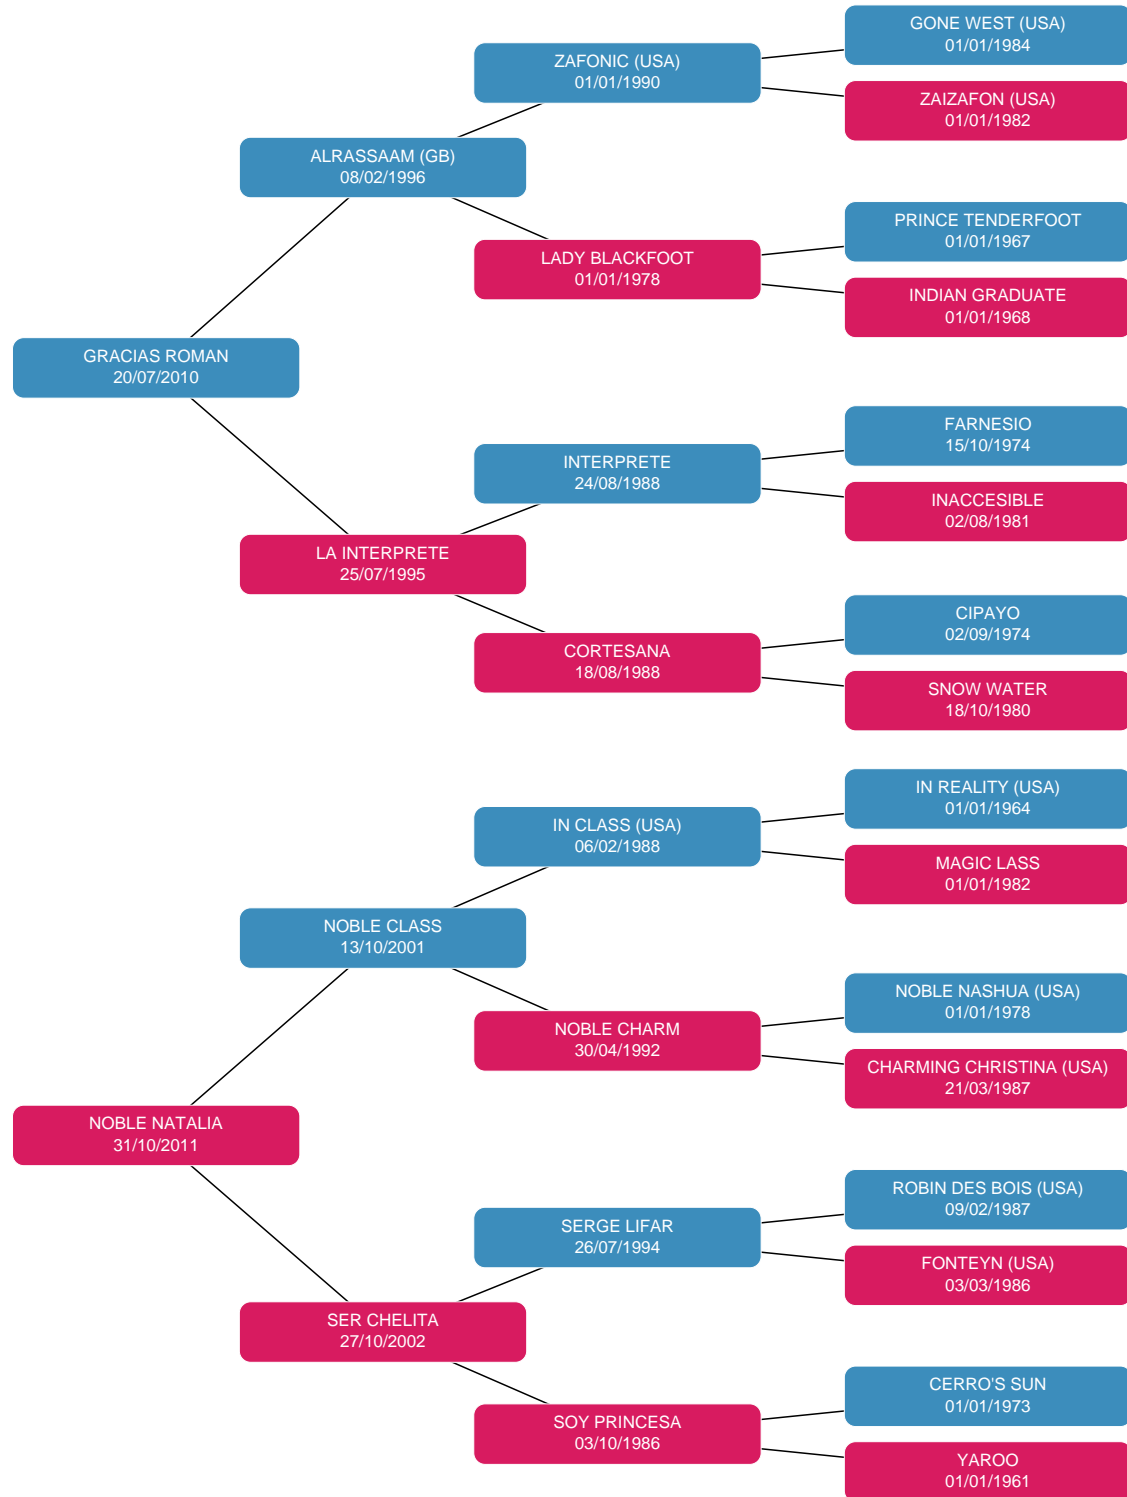 GONE WEST (USA)
01/01/1984
ZAFONIC (USA)
01/01/1990
ZAIZAFON (USA)
01/01/1982
ALRASSAAM (GB)
08/02/1996
PRINCE TENDERFOOT
01/01/1967
LADY BLACKFOOT
01/01/1978
INDIAN GRADUATE
01/01/1968
GRACIAS ROMAN
20/07/2010
FARNESIO
15/10/1974
INTERPRETE
24/08/1988
INACCESIBLE
02/08/1981
LA INTERPRETE
25/07/1995
CIPAYO
02/09/1974
CORTESANA
18/08/1988
SNOW WATER
18/10/1980
IN REALITY (USA)
01/01/1964
IN CLASS (USA)
06/02/1988
MAGIC LASS
01/01/1982
NOBLE CLASS
13/10/2001
NOBLE NASHUA (USA)
01/01/1978
NOBLE CHARM
30/04/1992
CHARMING CHRISTINA (USA)
21/03/1987
NOBLE NATALIA
31/10/2011
ROBIN DES BOIS (USA)
09/02/1987
SERGE LIFAR
26/07/1994
FONTEYN (USA)
03/03/1986
SER CHELITA
27/10/2002
CERRO'S SUN
01/01/1973
SOY PRINCESA
03/10/1986
YAROO
01/01/1961